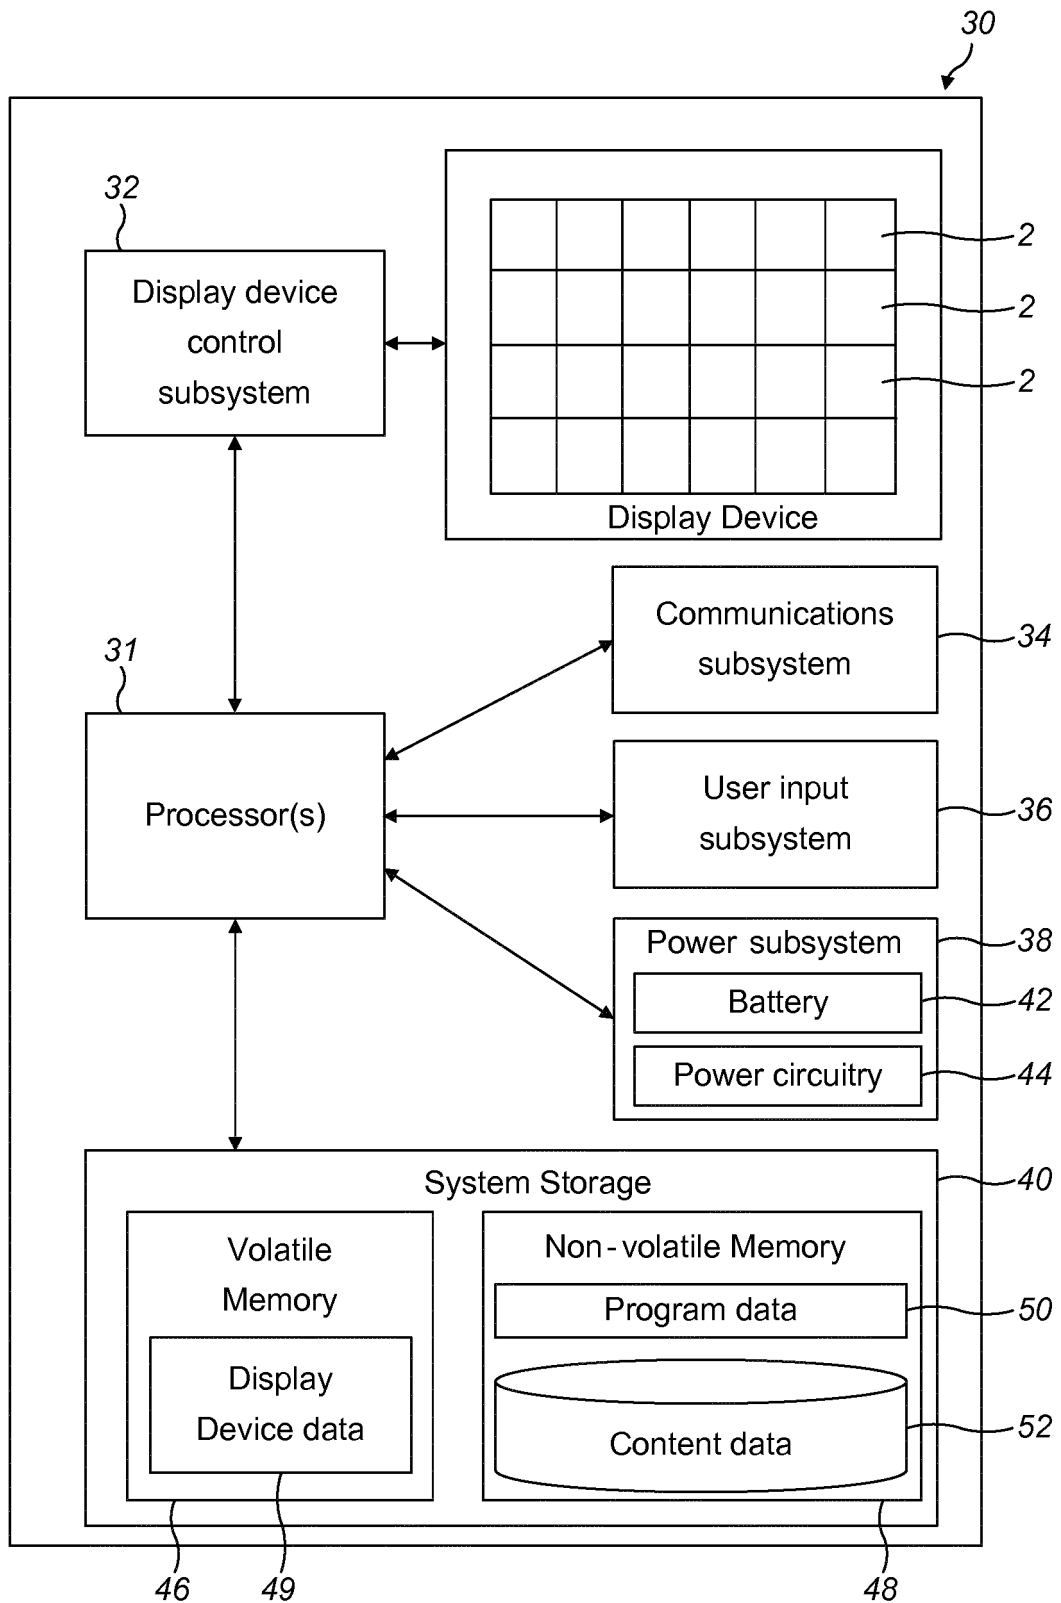 30
32
Display device
control
subsystem
2
2
2
Display Device
Communications
subsystem
34
31
Processor(s)
User input
subsystem
36
Power subsystem
38
Battery
42
Power circuitry
44
System Storage
40
Volatile
Memory
Display
Device data
Non-volatile Memory
Program data
50
Content data
52
46
49
48